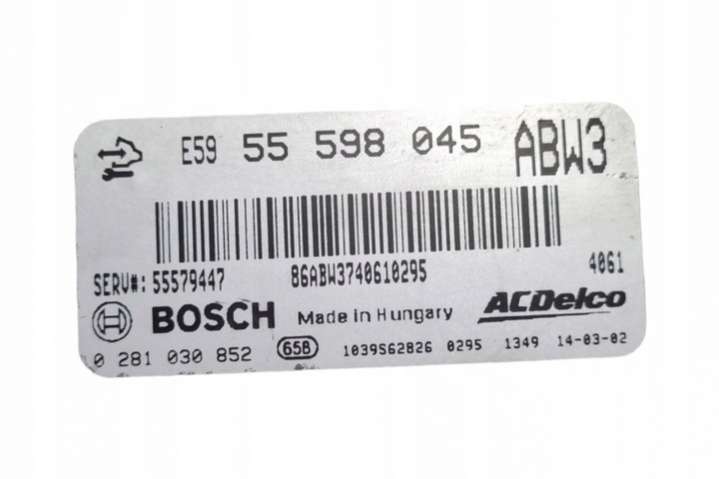 E59 55 598 045 ABW3
SERV#: 55579447 86ABW3740610295 4061
BOSCH Made in Hungary ACDelco
0 281 030 852 65B 1039S62826 0295 1349 14-03-02